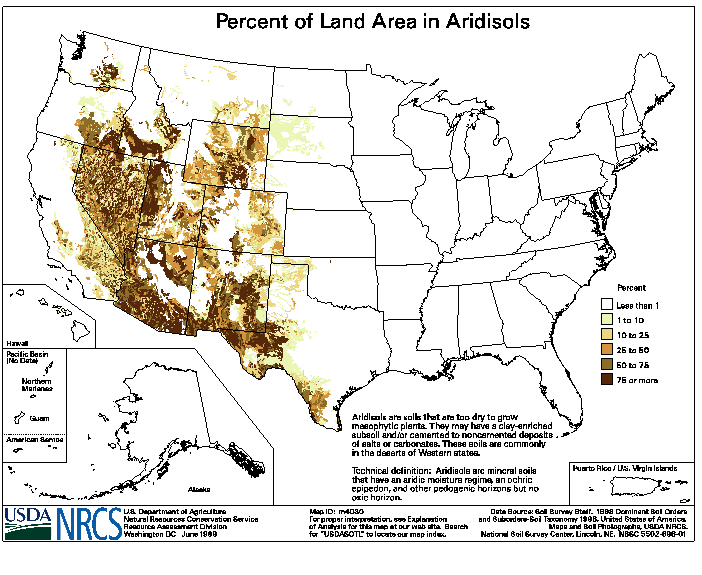 Percent of Land Area in Aridisols
Percent
Less than 1
1 to 10
10 to 25
25 to 50
50 to 75
75 or more
Hawaii
Pacific Basin
(No Data)
Northern
Marianas
Guam
American Samoa
Alaska
Aridisols are soils that are too dry to grow
mesophytic plants. They may have a clay-enriched
subsoil and/or cemented to noncemented deposits
of salts or carbonates. These soils are commonly
in the deserts of Western states.
Technical definition: Aridisols are mineral soils
that have an aridic moisture regime, an ochric
epipedon, and other pedogenic horizons but no
oxic horizon.
Puerto Rico / U.S. Virgin Islands
USDA
NRCS
U.S. Department of Agriculture
Natural Resources Conservation Service
Resource Assessment Division
Washington DC June 1999
Map ID: m4030
For proper interpretation, see Explanation
of Analysis for this map at our web site. Search
for "USDASOTL" to locate our map index.
Data Source: Soil Survey Staff. 1998 Dominant Soil Orders
and Suborders-Soil Taxonomy 1998, United States of America.
Maps and Soil Photographs, USDA NRCS.
National Soil Survey Center, Lincoln, NE. NSSC 5502-696-01